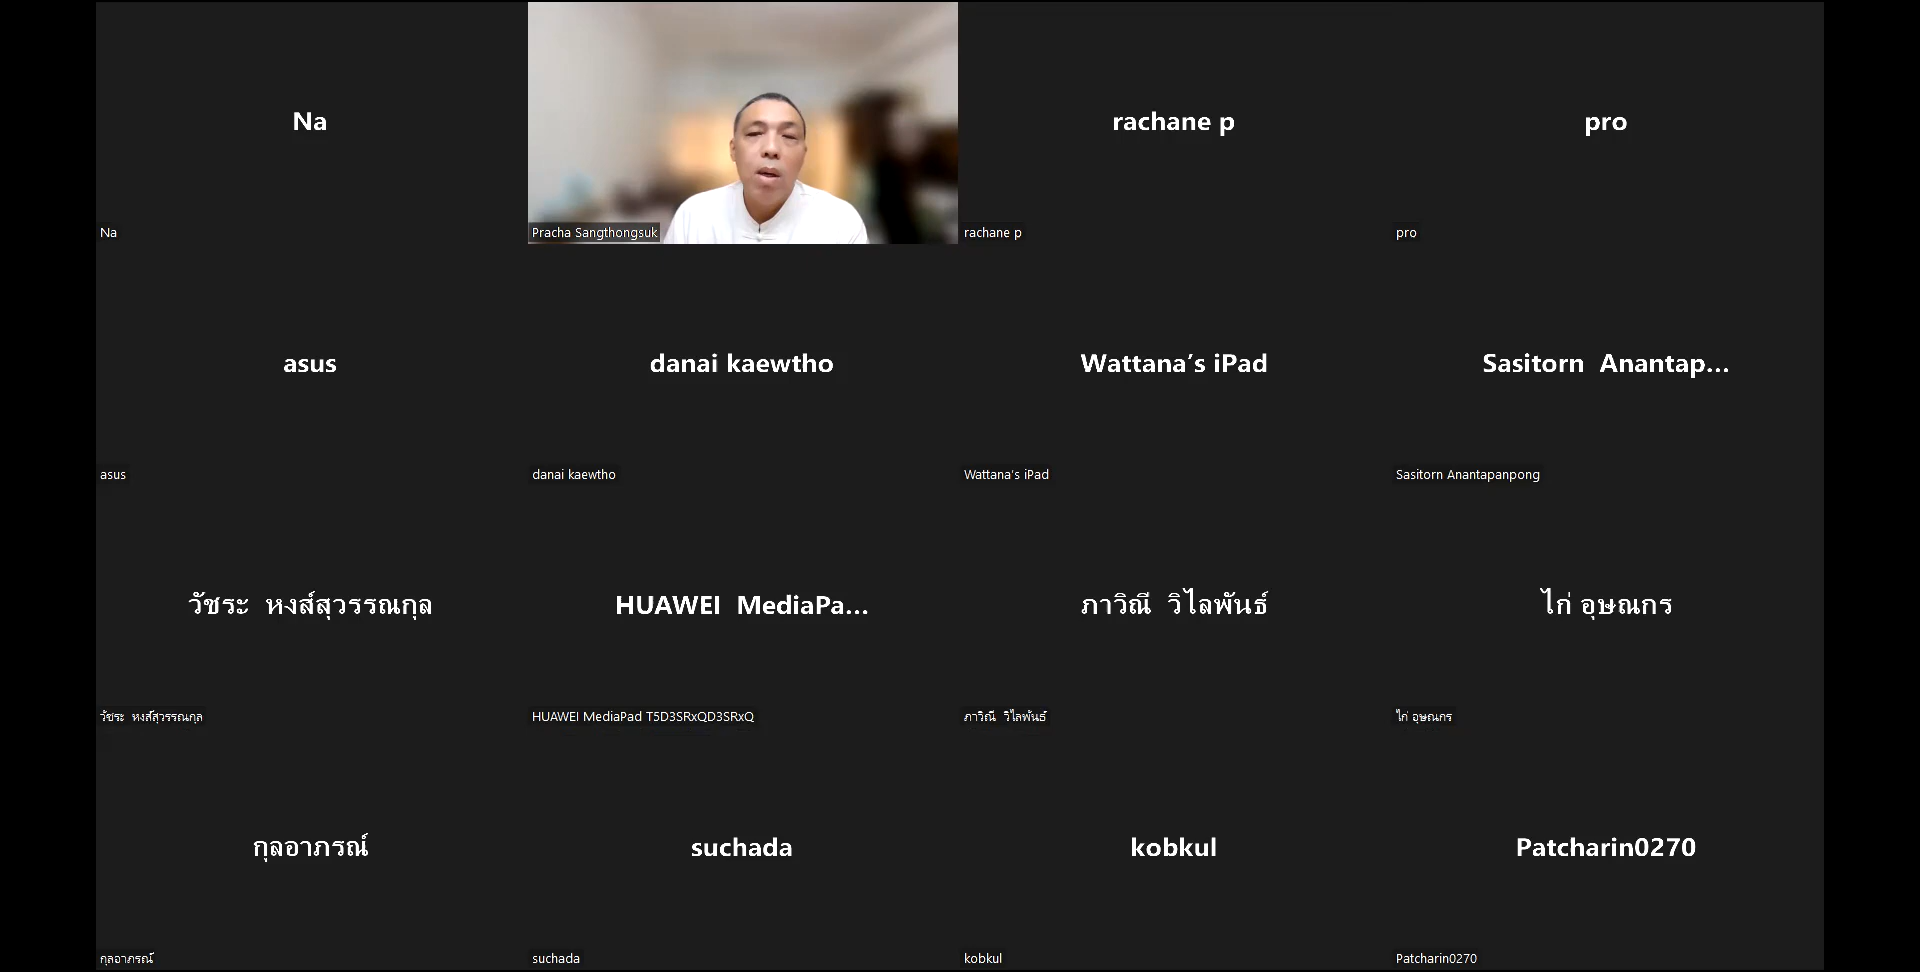 Na
rachane p
pro
Na
Pracha Sangthongsuk
rachane p
pro
asus
danai kaewtho
Wattana's iPad
Sasitorn Anantap...
asus
danai kaewtho
Wattana's iPad
Sasitorn Anantapanpong
วัชระ หงส์สุวรรณกุล
HUAWEI MediaPa...
ภาวิณี วิไลพันธ์
ไก่ อุษณกร
วัชระ หงส์สุวรรณกุล
HUAWEI MediaPad T5D3SRxQD3SRxQ
ภาวิณี วิไลพันธ์
ไก่ อุษณกร
กุลอาภรณ์
suchada
kobkul
Patcharin0270
กุลอาภรณ์
suchada
kobkul
Patcharin0270